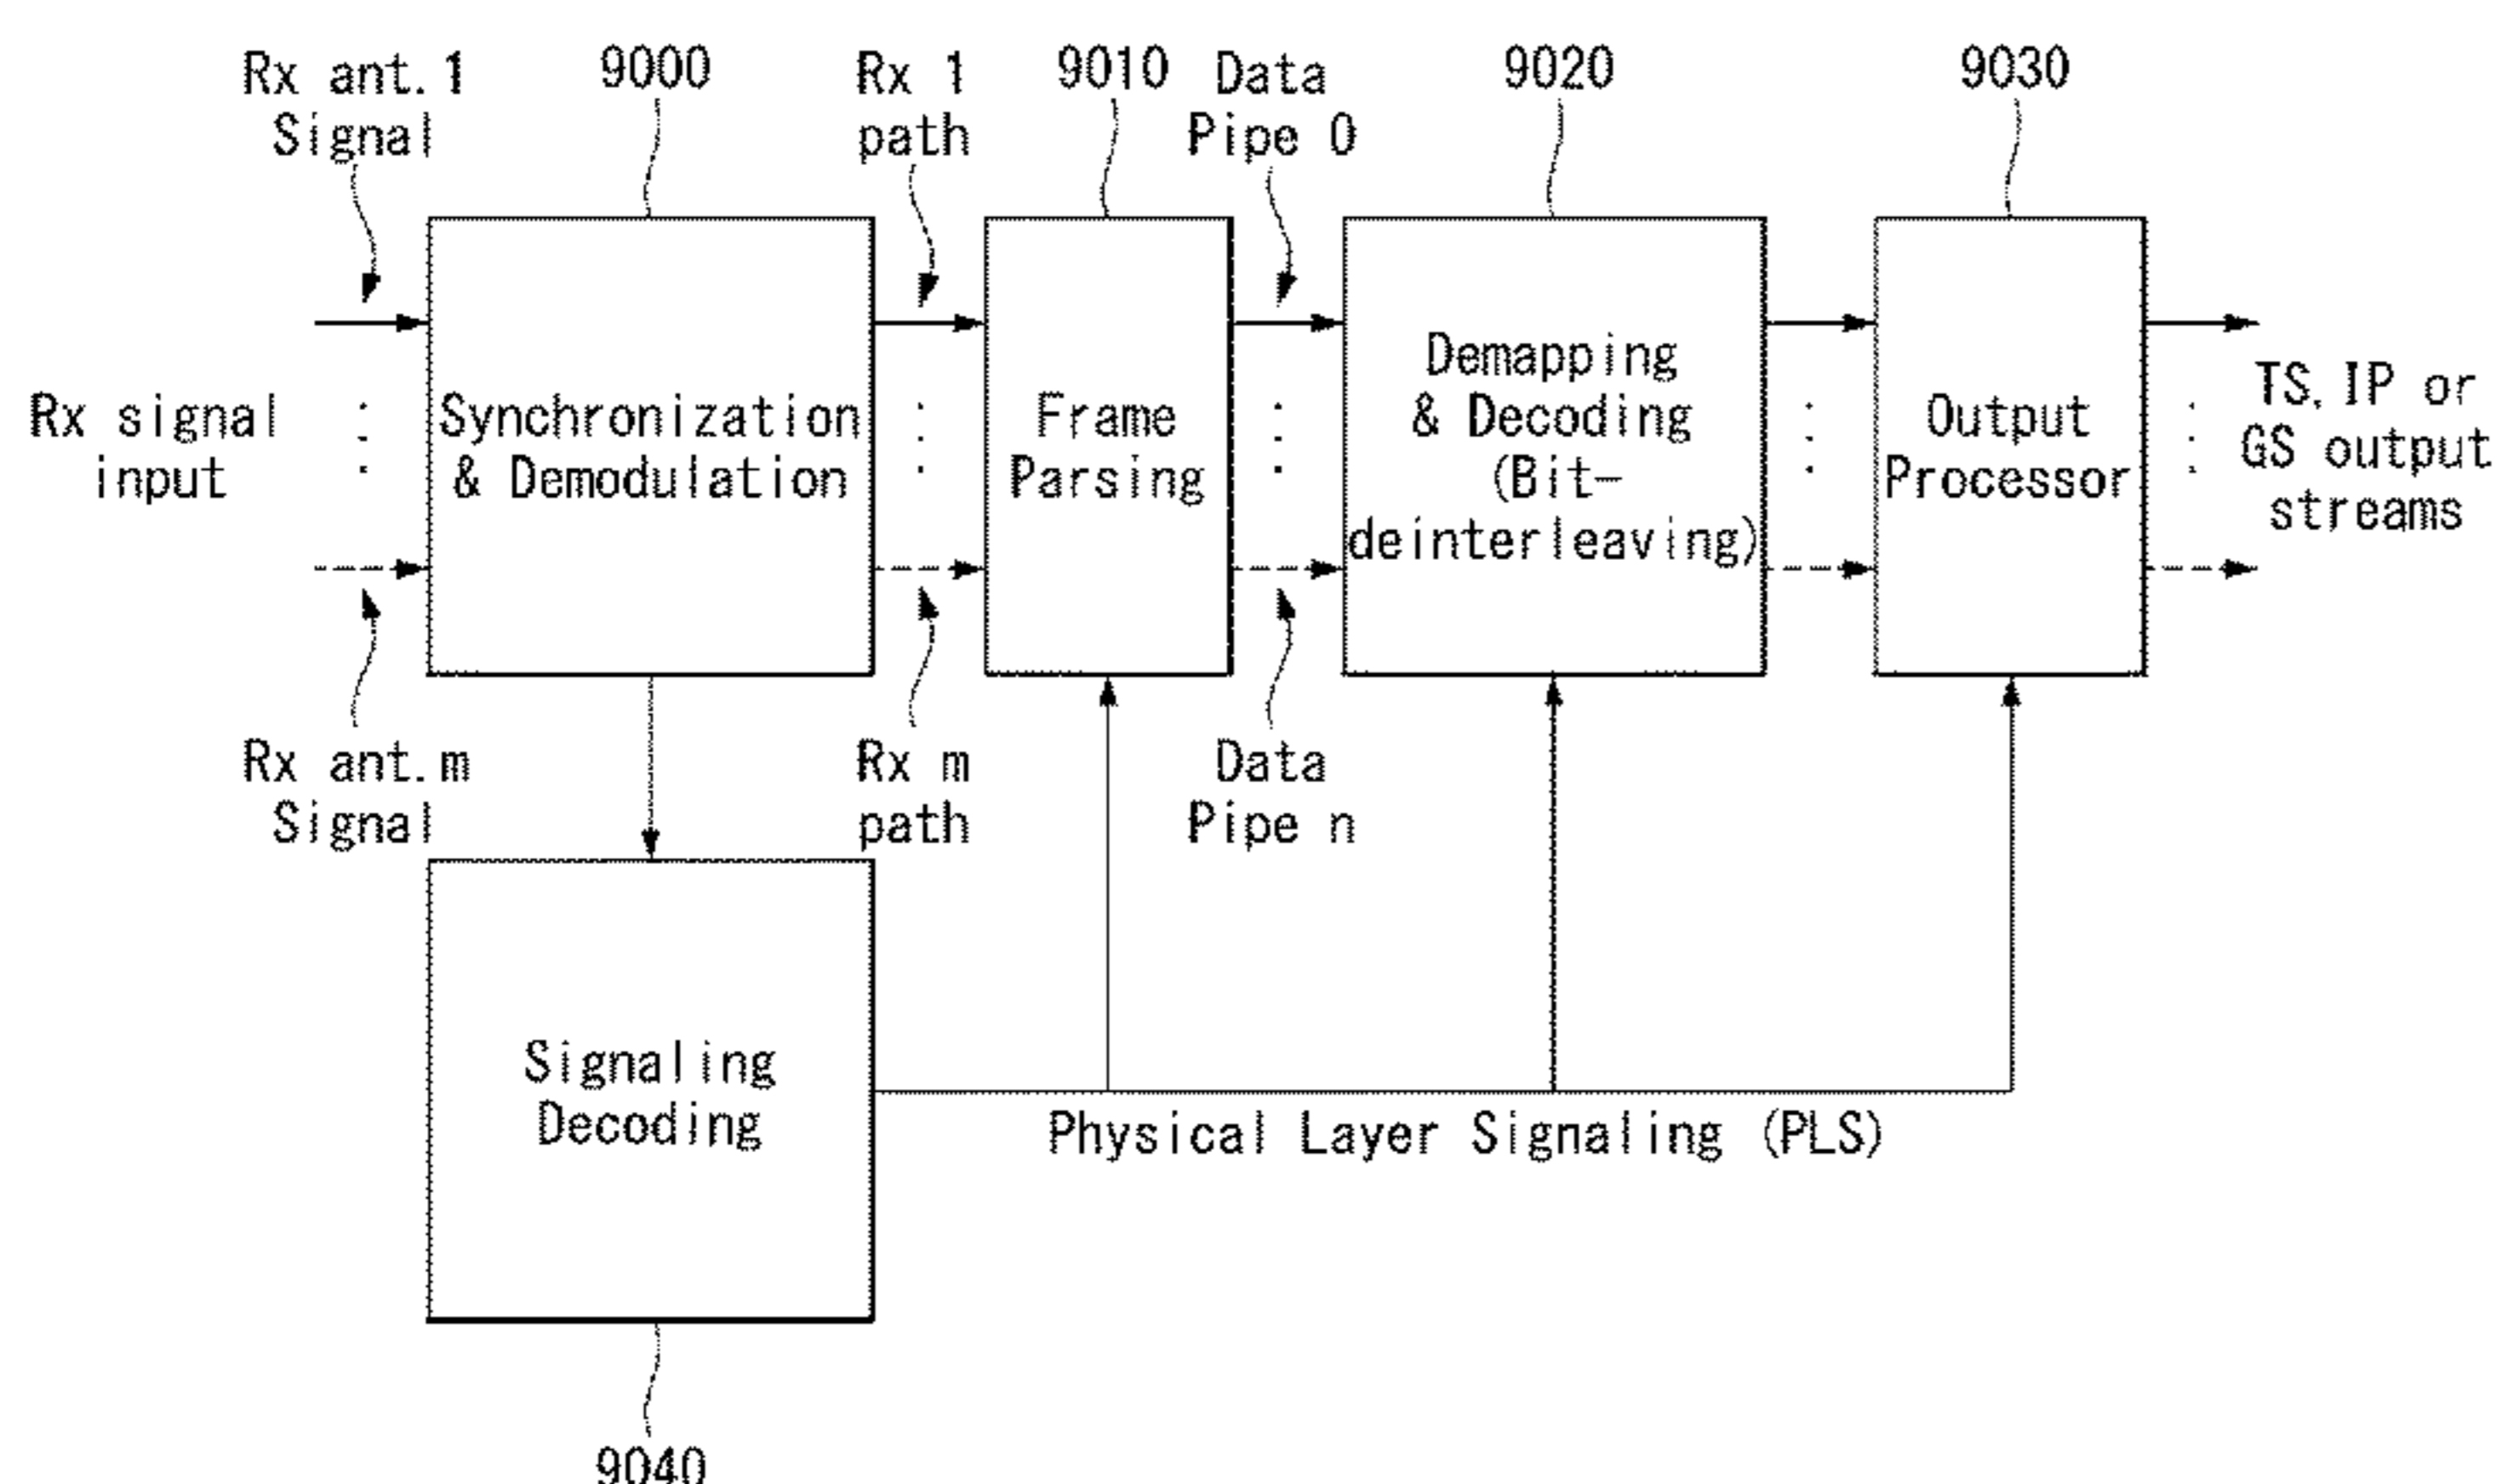 Rx ant.1
Signal
9000
Rx 1
path
9010
Data
Pipe 0
9020
9030
Rx signal
input
Synchronization
& Demodulation
Frame
Parsing
Demapping
& Decoding
(Bit-
deinterleaving)
Output
Processor
TS, IP or
GS output
streams
Rx ant.m
Signal
Rx m
path
Data
Pipe n
Signaling
Decoding
Physical Layer Signaling (PLS)
9040